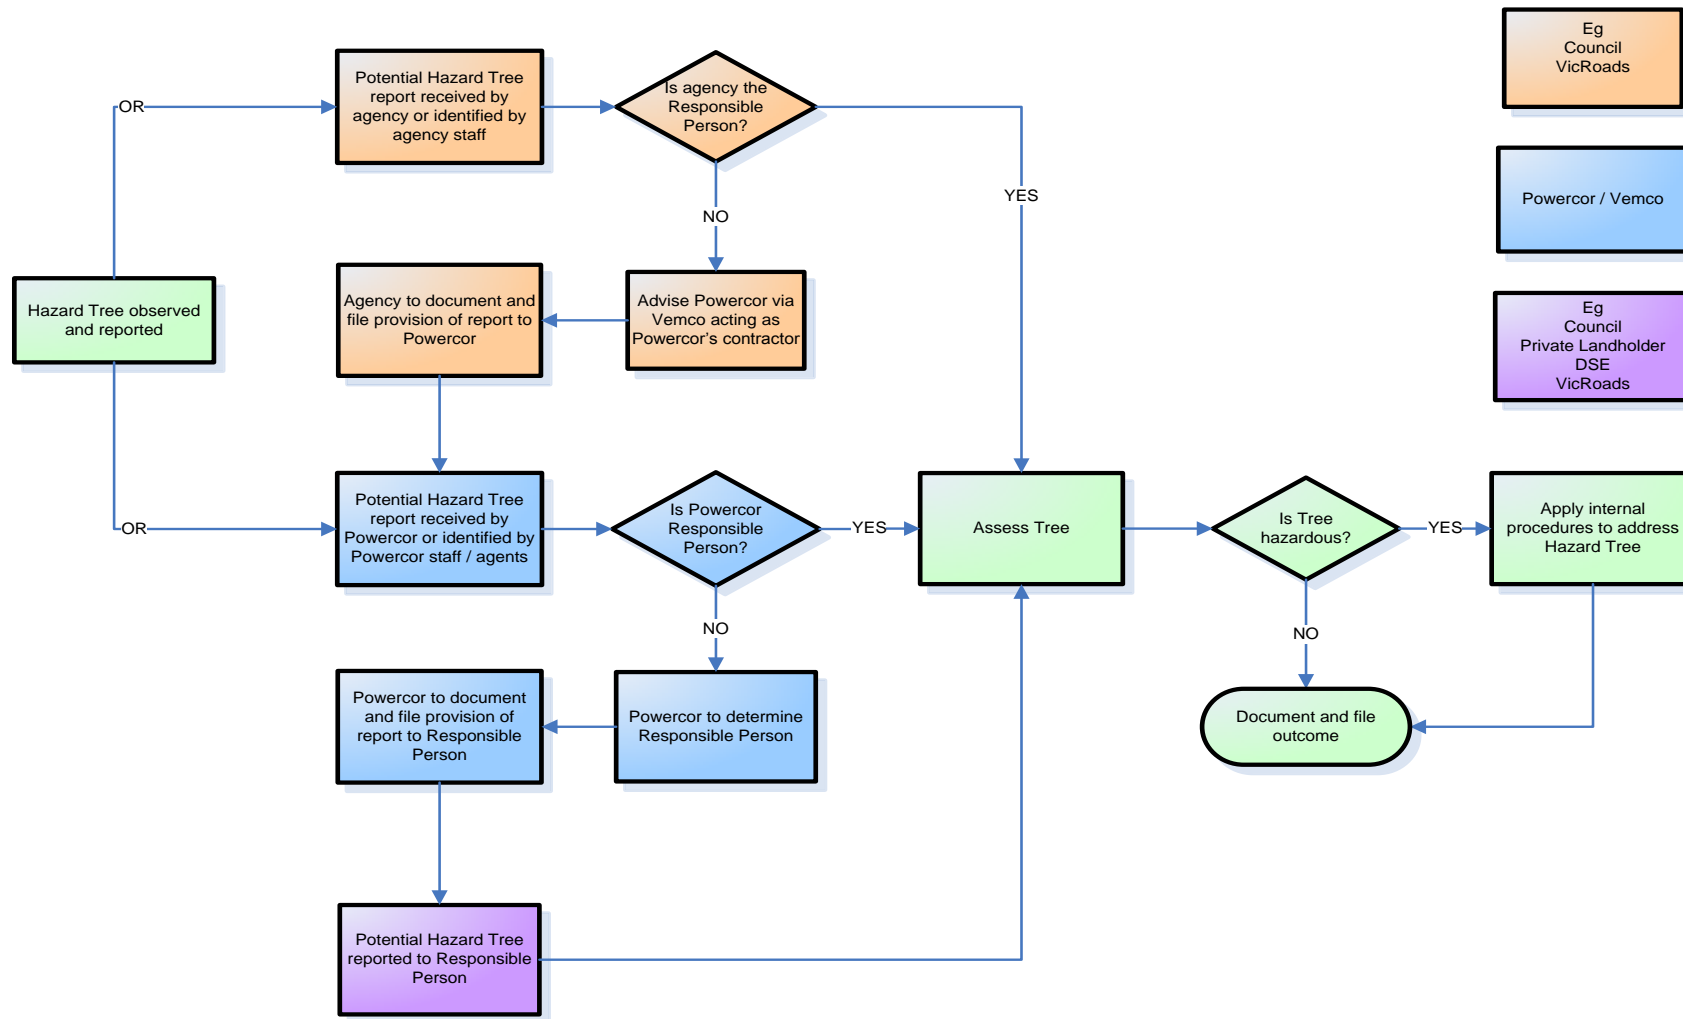 Eg
Council
VicRoads
OR
Potential Hazard Tree
report received by
agency or identified by
agency staff
Is agency the
Responsible
Person?
YES
NO
Powercor / Vemco
Hazard Tree observed
and reported
Agency to document and
file provision of report to
Powercor
Advise Powercor via
Vemco acting as
Powercor's contractor
Eg
Council
Private Landholder
DSE
VicRoads
OR
Potential Hazard Tree
report received by
Powercor or identified by
Powercor staff / agents
Is Powercor
Responsible
Person?
YES
Assess Tree
Is Tree
hazardous?
YES
Apply internal
procedures to address
Hazard Tree
NO
NO
Powercor to document
and file provision of
report to Responsible
Person
Powercor to determine
Responsible Person
Document and file
outcome
Potential Hazard Tree
reported to Responsible
Person